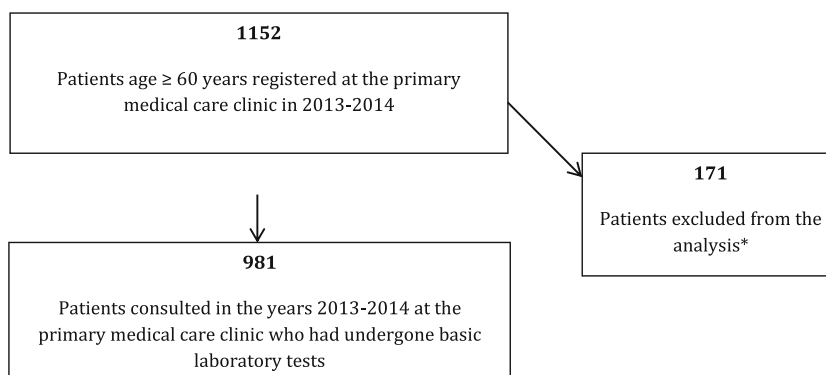 1152
Patients age ≥ 60 years registered at the primary
medical care clinic in 2013-2014
171
Patients excluded from the
analysis*
981
Patients consulted in the years 2013-2014 at the
primary medical care clinic who had undergone basic
laboratory tests